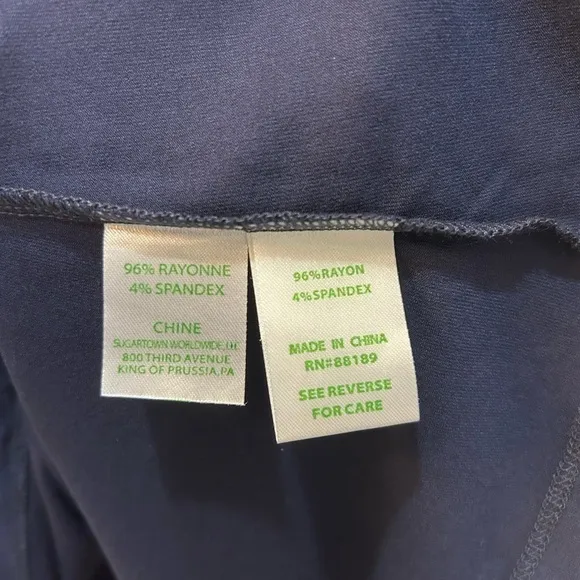 96% RAYONNE
4% SPANDEX
CHINE
SUGARTOWN WORLDWIDE,
800 THIRD AVENUE
KING OF PRUSSIA,PA
96%RAYON
4%SPANDEX
MADE IN CHINA
RN#88189
SEE REVERSE
FOR CARE